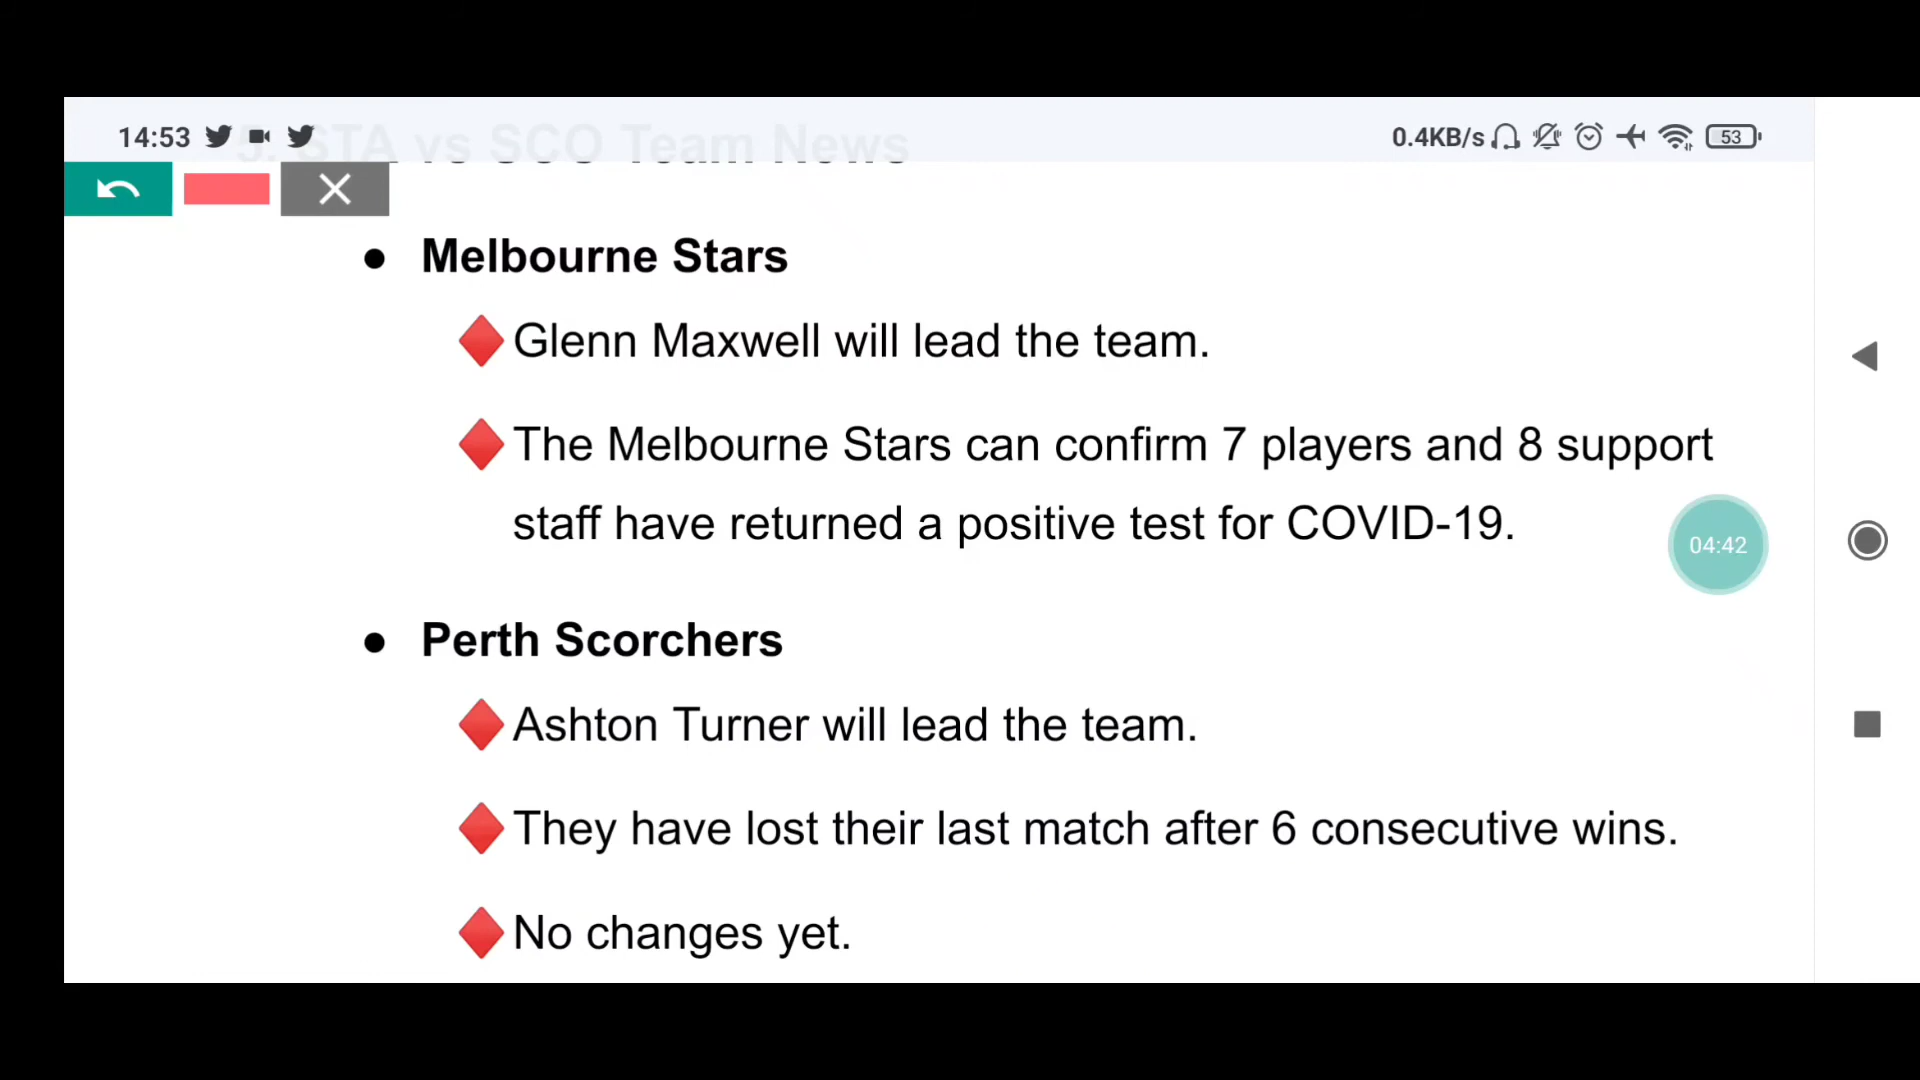 14:53 0.4KB/s 53
5. STA vs SCO Team News
● Melbourne Stars
Glenn Maxwell will lead the team.
The Melbourne Stars can confirm 7 players and 8 support
staff have returned a positive test for COVID-19.
04:42
● Perth Scorchers
Ashton Turner will lead the team.
They have lost their last match after 6 consecutive wins.
No changes yet.